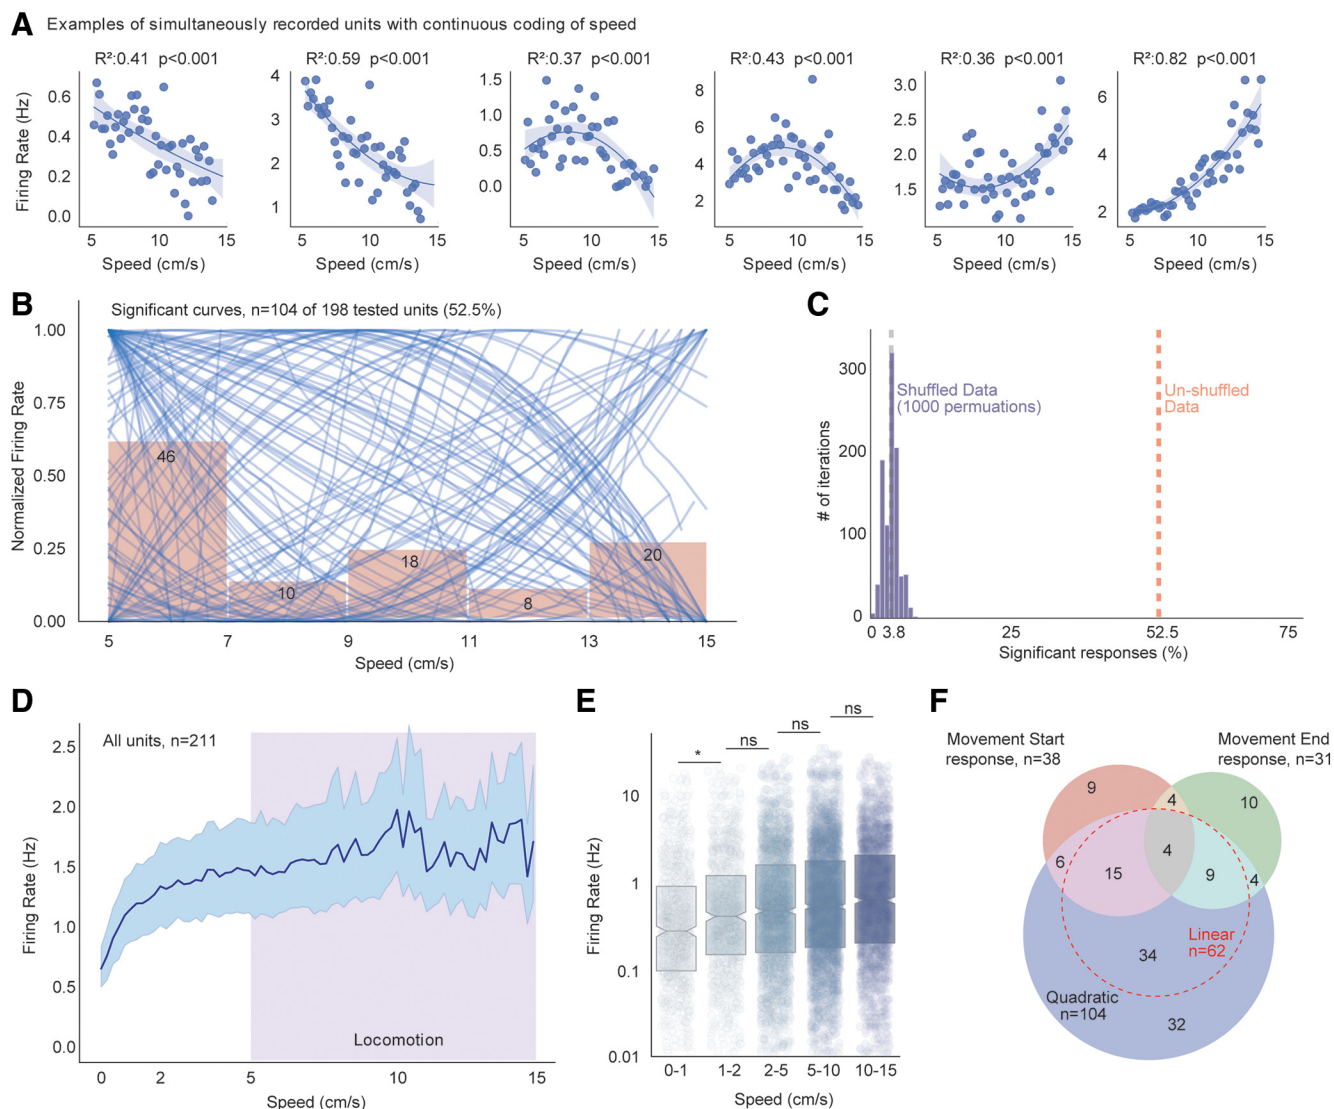 A Examples of simultaneously recorded units with continuous coding of speed
R²:0.41 p<0.001
R²:0.59 p<0.001
R²:0.37 p<0.001
R²:0.43 p<0.001
R²:0.36 p<0.001
R²:0.82 p<0.001
Firing Rate (Hz)
0.6
0.4
0.2
0.0
5 10 15
Speed (cm/s)
4
3
2
1
5 10 15
Speed (cm/s)
1.5
1.0
0.5
0.0
5 10 15
Speed (cm/s)
8
6
4
2
5 10 15
Speed (cm/s)
3.0
2.5
2.0
1.5
5 10 15
Speed (cm/s)
6
4
2
5 10 15
Speed (cm/s)
B
Significant curves, n=104 of 198 tested units (52.5%)
Normalized Firing Rate
1.00
0.75
0.50
0.25
0.00
46
10
18
8
20
5 7 9 11 13 15
Speed (cm/s)
C
# of iterations
300
200
100
0
Shuffled Data
(1000 permuations)
Un-shuffled
Data
0 3.8 25 52.5 75
Significant responses (%)
D
All units, n=211
Firing Rate (Hz)
2.5
2.0
1.5
1.0
0.5
0.0
Locomotion
0 2 5 10 15
Speed (cm/s)
E
Firing Rate (Hz)
10
1
0.1
0.01
*
ns
ns
ns
0-1 1-2 2-5 5-10 10-15
Speed (cm/s)
F
Movement Start
response, n=38
Movement End
response, n=31
9
4
10
6
15
4
9
4
Linear
n=62
34
Quadratic
n=104
32